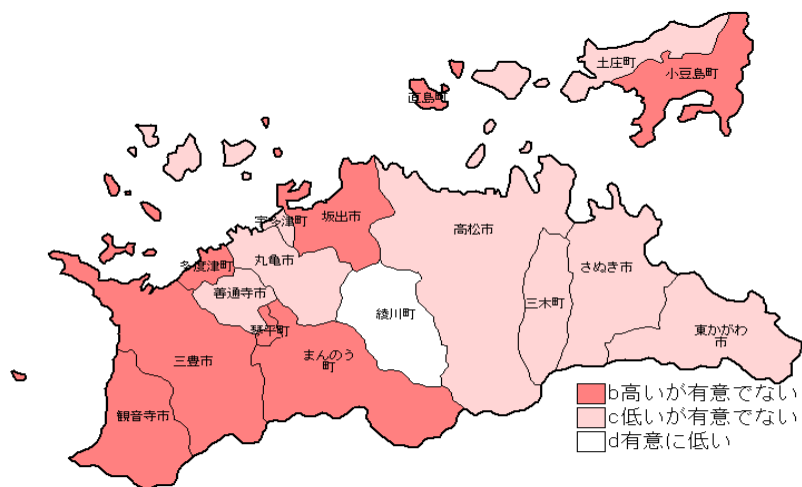 土庄町
小豆島町
直島町
宇多津町
坂出市
高松市
多度津町
丸亀市
さぬき市
善通寺市
三木町
綾川町
琴平町
東かがわ
市
三豊市
まんのう
町
観音寺市
b高いが有意でない
c低いが有意でない
d有意に低い